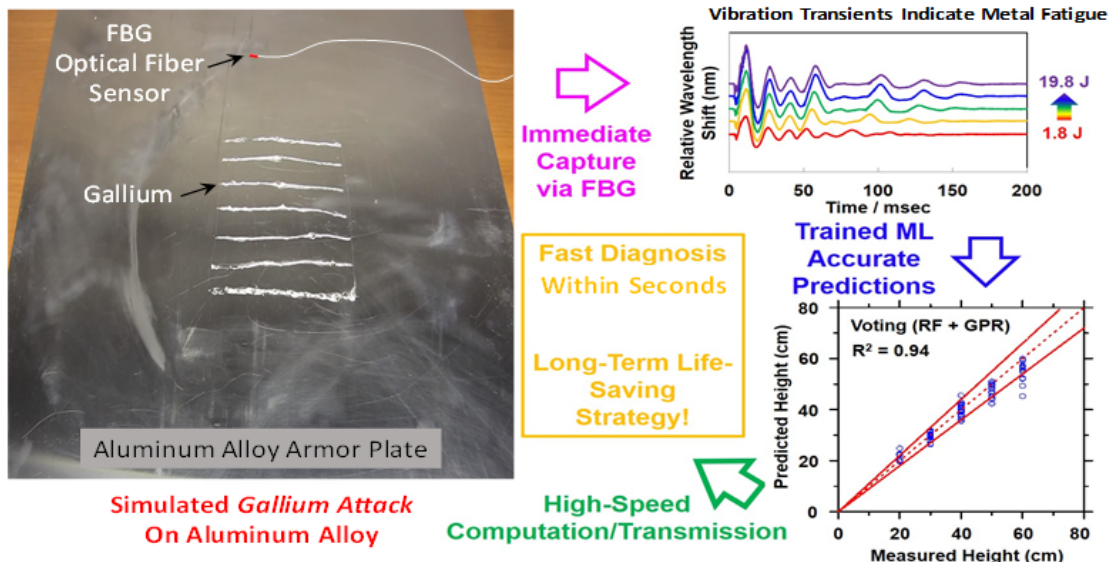 FBG
Optical Fiber
Sensor
Gallium
Aluminum Alloy Armor Plate
Simulated Gallium Attack
On Aluminum Alloy
Immediate
Capture
via FBG
Vibration Transients Indicate Metal Fatigue
Relative Wavelength
Shift (nm)
19.8 J
1.8 J
0 50 100 150 200
Time / msec
Trained ML
Accurate
Predictions
Fast Diagnosis
Within Seconds
Long-Term Life-
Saving
Strategy!
High-Speed
Computation/Transmission
Voting (RF + GPR)
R² = 0.94
Predicted Height (cm)
80
60
40
20
0
0 20 40 60 80
Measured Height (cm)